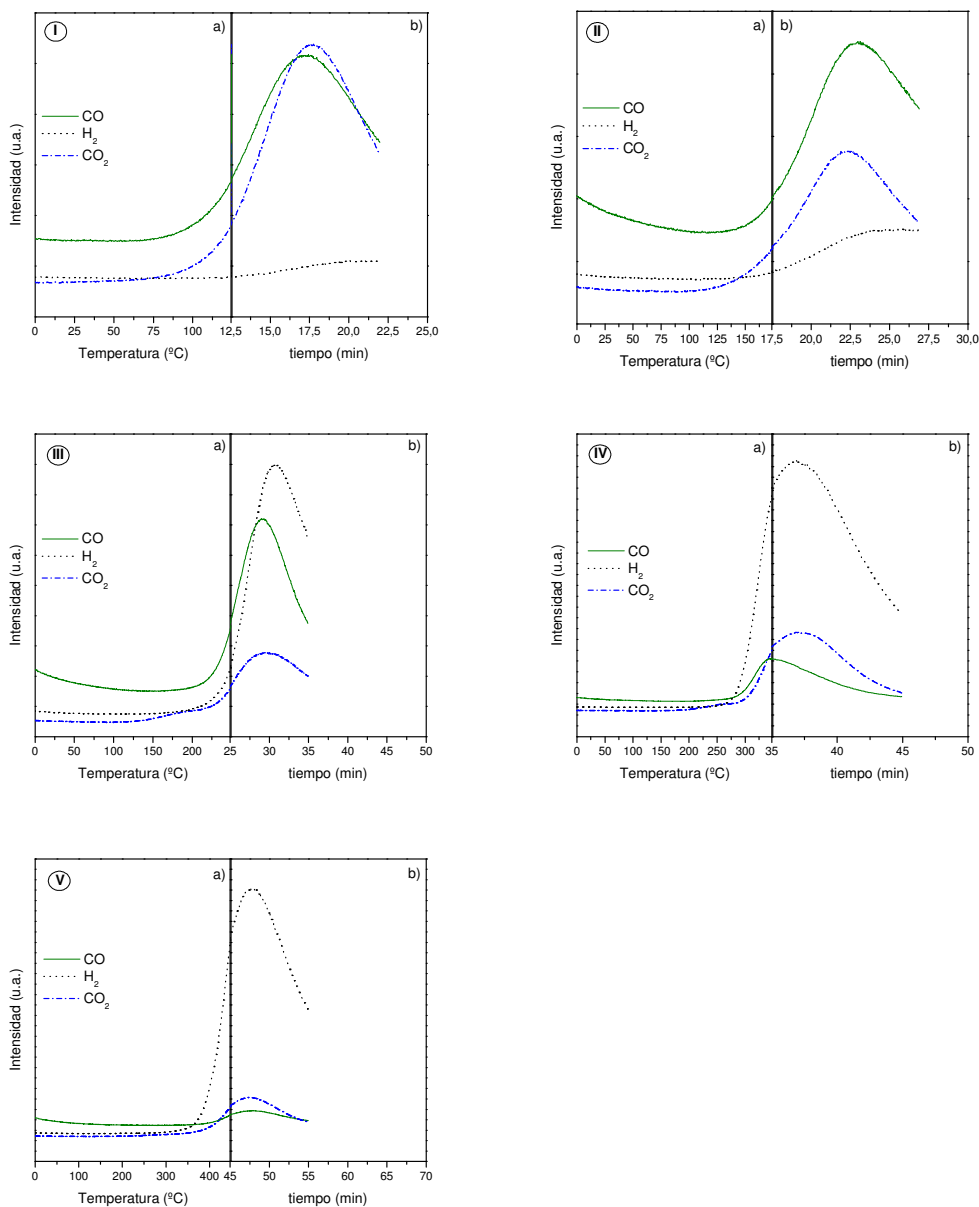 I
a)
b)
Intensidad (u.a.)
CO
H2
CO2
0 25 50 75 100 12,5 15,0 17,5 20,0 22,5 25,0
Temperatura (ºC) tiempo (min)
II
a)
b)
Intensidad (u.a.)
CO
H2
CO2
0 25 50 75 100 125 150 17,5 20,0 22,5 25,0 27,5 30,0
Temperatura (ºC) tiempo (min)
III
a)
b)
Intensidad (u.a.)
CO
H2
CO2
0 50 100 150 200 25 30 35 40 45 50
Temperatura (ºC) tiempo (min)
IV
a)
b)
Intensidad (u.a.)
CO
H2
CO2
0 50 100 150 200 250 300 35 40 45 50
Temperatura (ºC) tiempo (min)
V
a)
b)
Intensidad (u.a.)
CO
H2
CO2
0 100 200 300 400 45 50 55 60 65 70
Temperatura (ºC) tiempo (min)